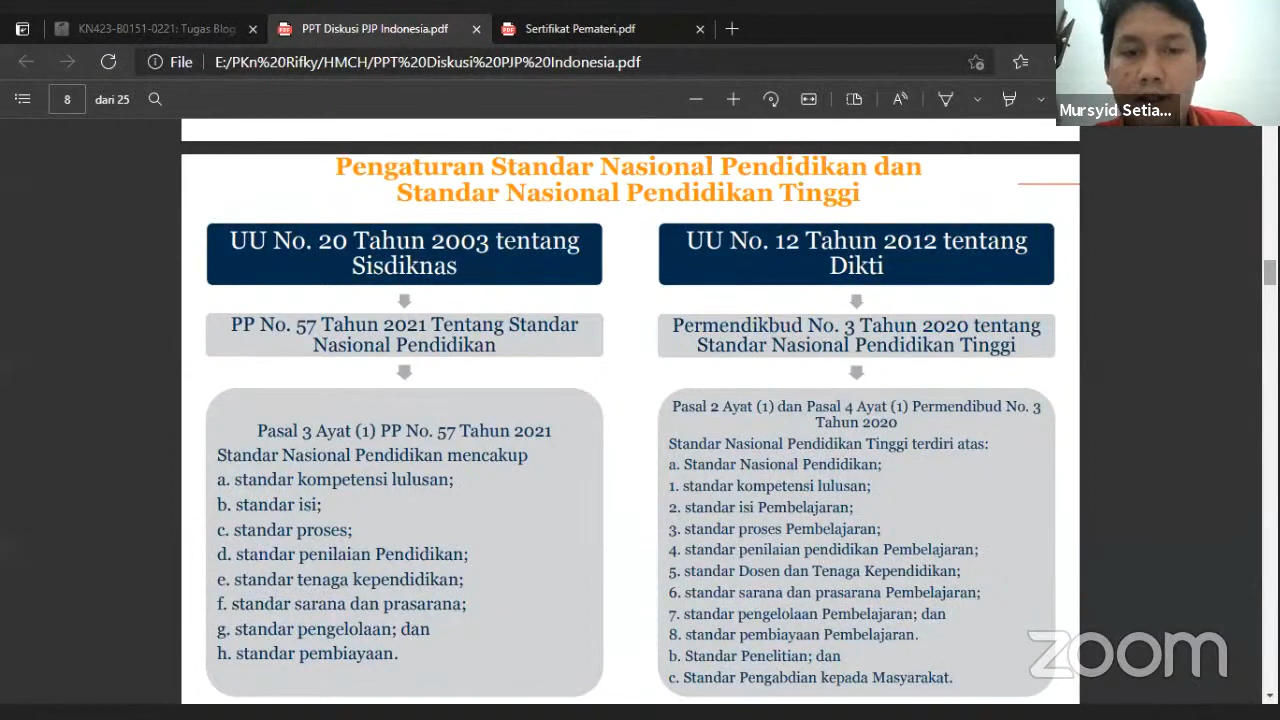 KN423-B0151-0221: Tugas Blog
PPT Diskusi PJP Indonesia.pdf
Sertifikat Pemateri.pdf
File
E:/PKn%20Rifky/HMCH/PPT%20Diskusi%20PJP%20Indonesia.pdf
8
dari 25
Mursyid Setia...
Pengaturan Standar Nasional Pendidikan dan
Standar Nasional Pendidikan Tinggi
UU No. 20 Tahun 2003 tentang
Sisdiknas
PP No. 57 Tahun 2021 Tentang Standar
Nasional Pendidikan
Pasal 3 Ayat (1) PP No. 57 Tahun 2021
Standar Nasional Pendidikan mencakup
a. standar kompetensi lulusan;
b. standar isi;
c. standar proses;
d. standar penilaian Pendidikan;
e. standar tenaga kependidikan;
f. standar sarana dan prasarana;
g. standar pengelolaan; dan
h. standar pembiayaan.
UU No. 12 Tahun 2012 tentang
Dikti
Permendikbud No. 3 Tahun 2020 tentang
Standar Nasional Pendidikan Tinggi
Pasal 2 Ayat (1) dan Pasal 4 Ayat (1) Permendibud No. 3
Tahun 2020
Standar Nasional Pendidikan Tinggi terdiri atas:
a. Standar Nasional Pendidikan;
1. standar kompetensi lulusan;
2. standar isi Pembelajaran;
3. standar proses Pembelajaran;
4. standar penilaian pendidikan Pembelajaran;
5. standar Dosen dan Tenaga Kependidikan;
6. standar sarana dan prasarana Pembelajaran;
7. standar pengelolaan Pembelajaran; dan
8. standar pembiayaan Pembelajaran.
b. Standar Penelitian; dan
c. Standar Pengabdian kepada Masyarakat.
zoom